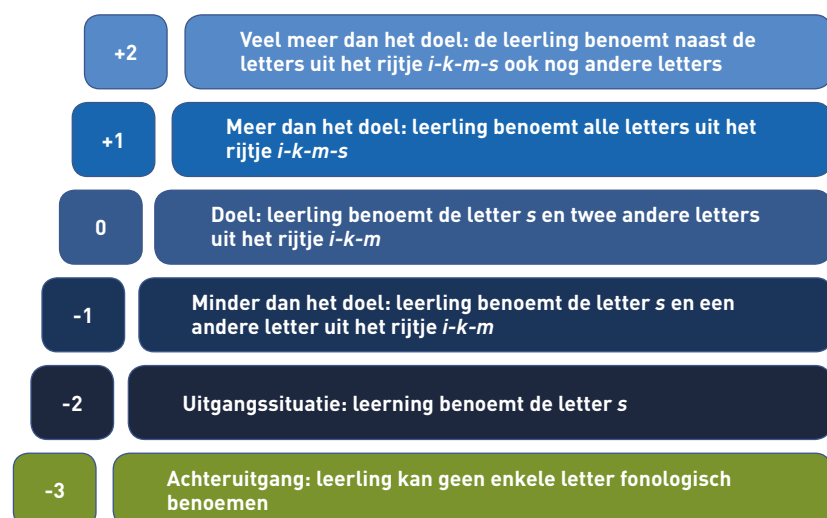 +2
Veel meer dan het doel: de leerling benoemt naast de
letters uit het rijtje i-k-m-s ook nog andere letters
+1
Meer dan het doel: leerling benoemt alle letters uit het
rijtje i-k-m-s
0
Doel: leerling benoemt de letter s en twee andere letters
uit het rijtje i-k-m
-1
Minder dan het doel: leerling benoemt de letter s en een
andere letter uit het rijtje i-k-m
-2
Uitgangssituatie: leerning benoemt de letter s
-3
Achteruitgang: leerling kan geen enkele letter fonologisch
benoemen